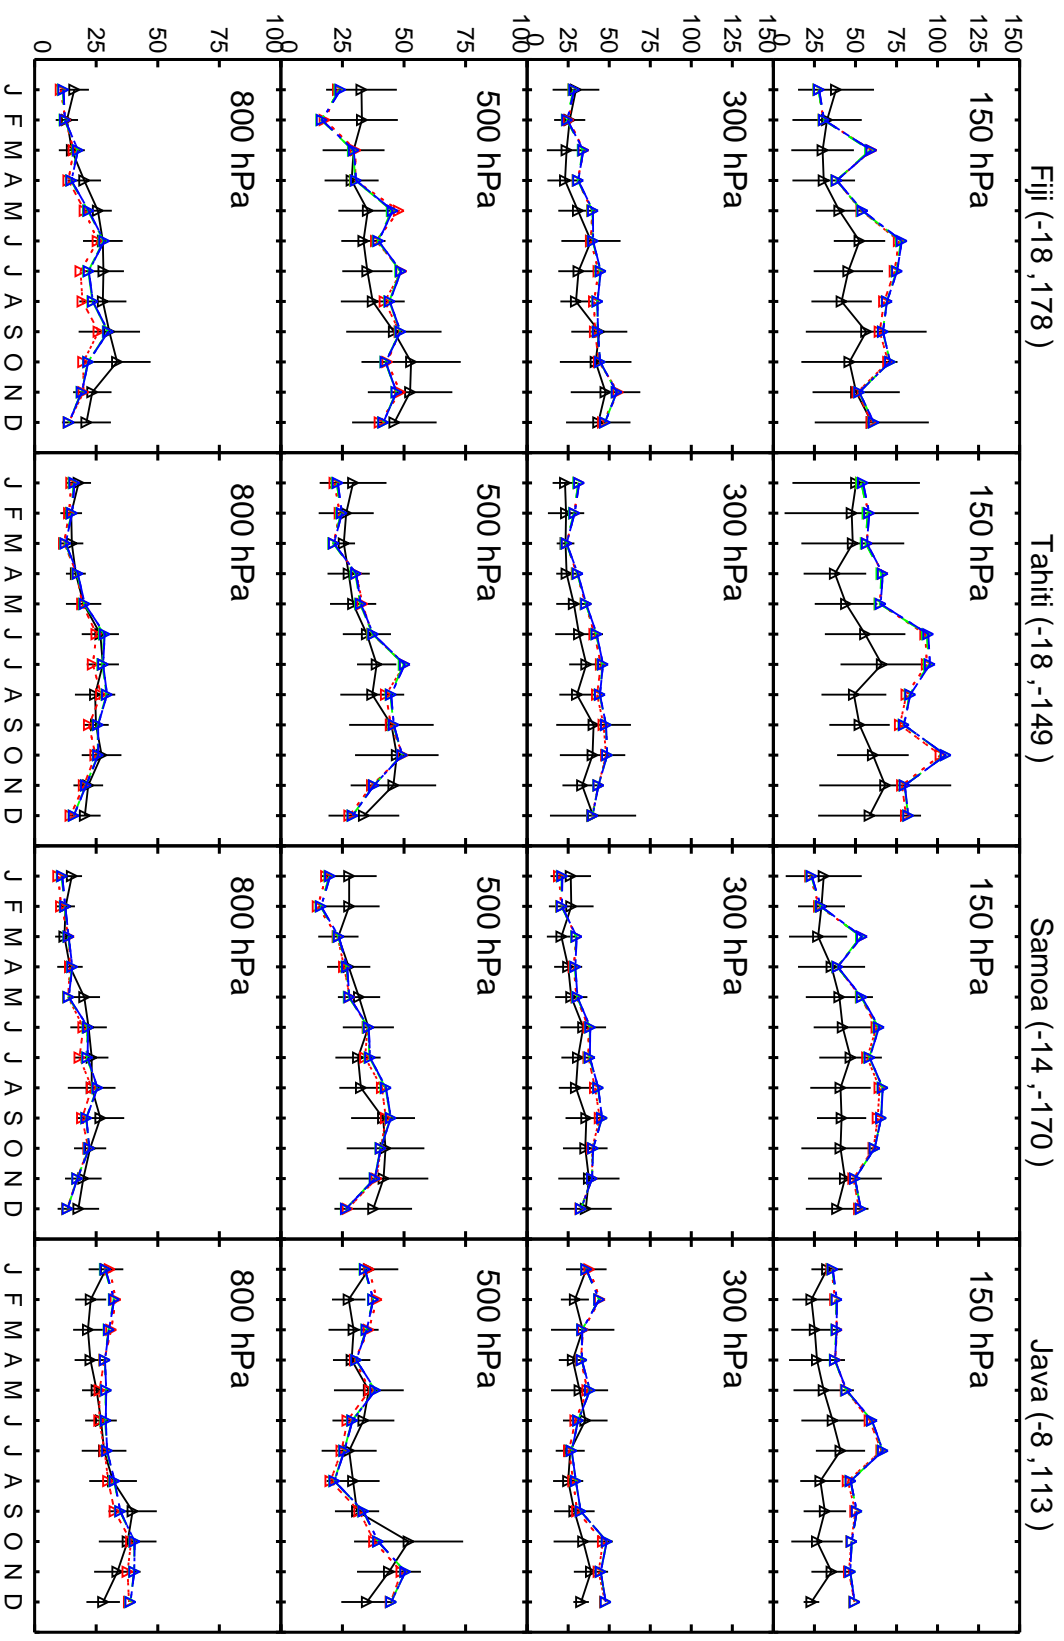 Fiji (-18 ,178 )
Tahiti (-18 ,-149)
Samoa (-14 ,-170 )
Java (-8 ,113 )
150
125
100
75
50
25
0
150 hPa
150 hPa
150 hPa
150 hPa
150
125
100
75
50
25
0
300 hPa
300 hPa
300 hPa
300 hPa
100
75
50
25
0
500 hPa
500 hPa
500 hPa
500 hPa
100
75
50
25
0
800 hPa
800 hPa
800 hPa
800 hPa
J F M A M J J A S O N D
J F M A M J J A S O N D
J F M A M J J A S O N D
J F M A M J J A S O N D